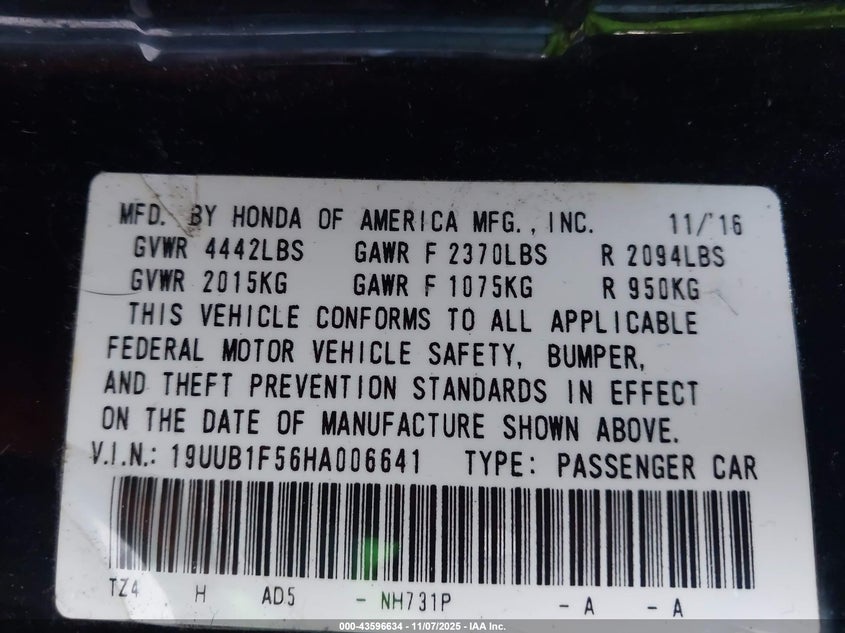 MFD. BY HONDA OF AMERICA MFG., INC. 11/'16
GVWR 4442LBS GAWR F 2370LBS R 2094LBS
GVWR 2015KG GAWR F 1075KG R 950KG
THIS VEHICLE CONFORMS TO ALL APPLICABLE
FEDERAL MOTOR VEHICLE SAFETY, BUMPER,
AND THEFT PREVENTION STANDARDS IN EFFECT
ON THE DATE OF MANUFACTURE SHOWN ABOVE.
V.I.N.: 19UUB1F56HA006641 TYPE: PASSENGER CAR
TZ4 H AD5 - NH731P - A - A
000-43596634 - 11/07/2025 - IAA Inc.